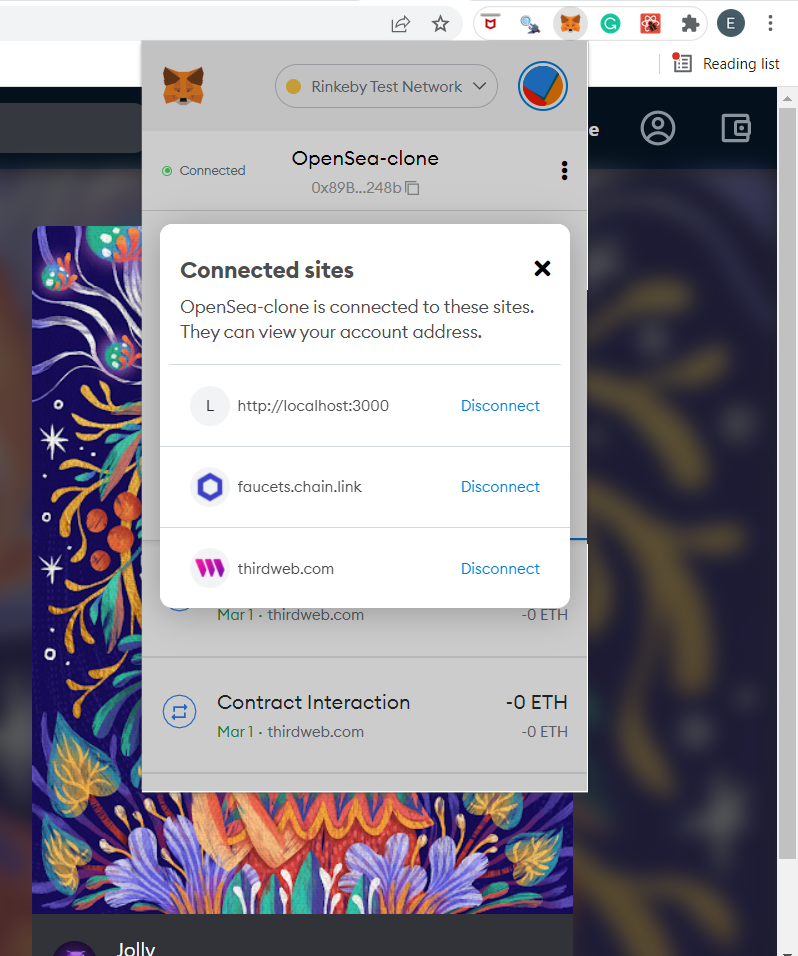 E
Reading list
Rinkeby Test Network
e
Connected
OpenSea-clone
0x89B...248b
Connected sites
OpenSea-clone is connected to these sites.
They can view your account address.
L http://localhost:3000 Disconnect
faucets.chain.link Disconnect
thirdweb.com Disconnect
Mar 1 · thirdweb.com -0 ETH
Contract Interaction -0 ETH
Mar 1 · thirdweb.com -0 ETH
Jolly